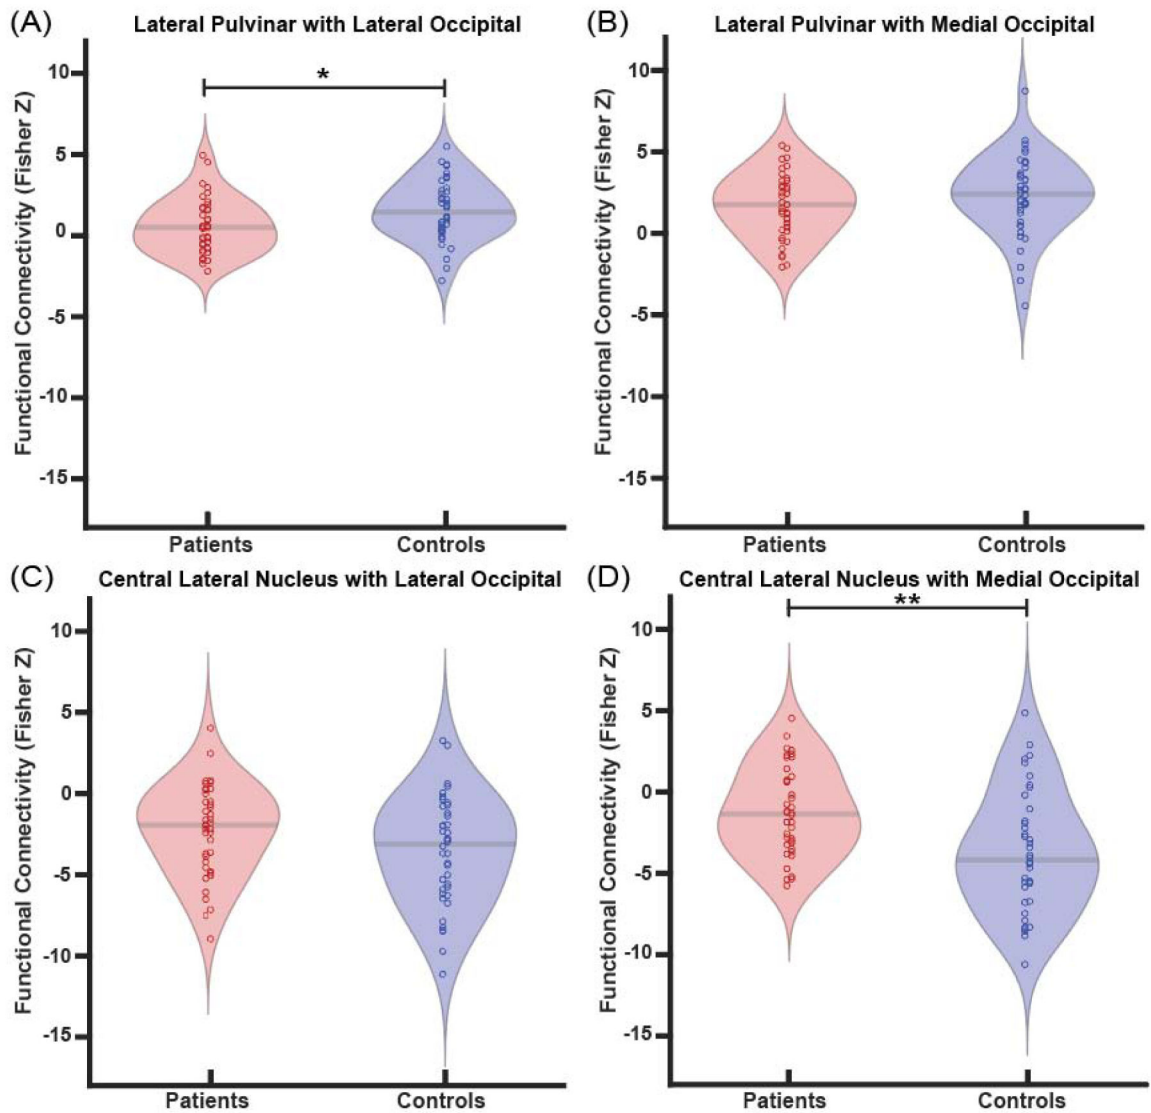 (A) Lateral Pulvinar with Lateral Occipital
*
Functional Connectivity (Fisher Z)
10
5
0
-5
-10
-15
Patients Controls
(B) Lateral Pulvinar with Medial Occipital
Functional Connectivity (Fisher Z)
10
5
0
-5
-10
-15
Patients Controls
(C) Central Lateral Nucleus with Lateral Occipital
Functional Connectivity (Fisher Z)
10
5
0
-5
-10
-15
Patients Controls
(D) Central Lateral Nucleus with Medial Occipital
**
Functional Connectivity (Fisher Z)
10
5
0
-5
-10
-15
Patients Controls